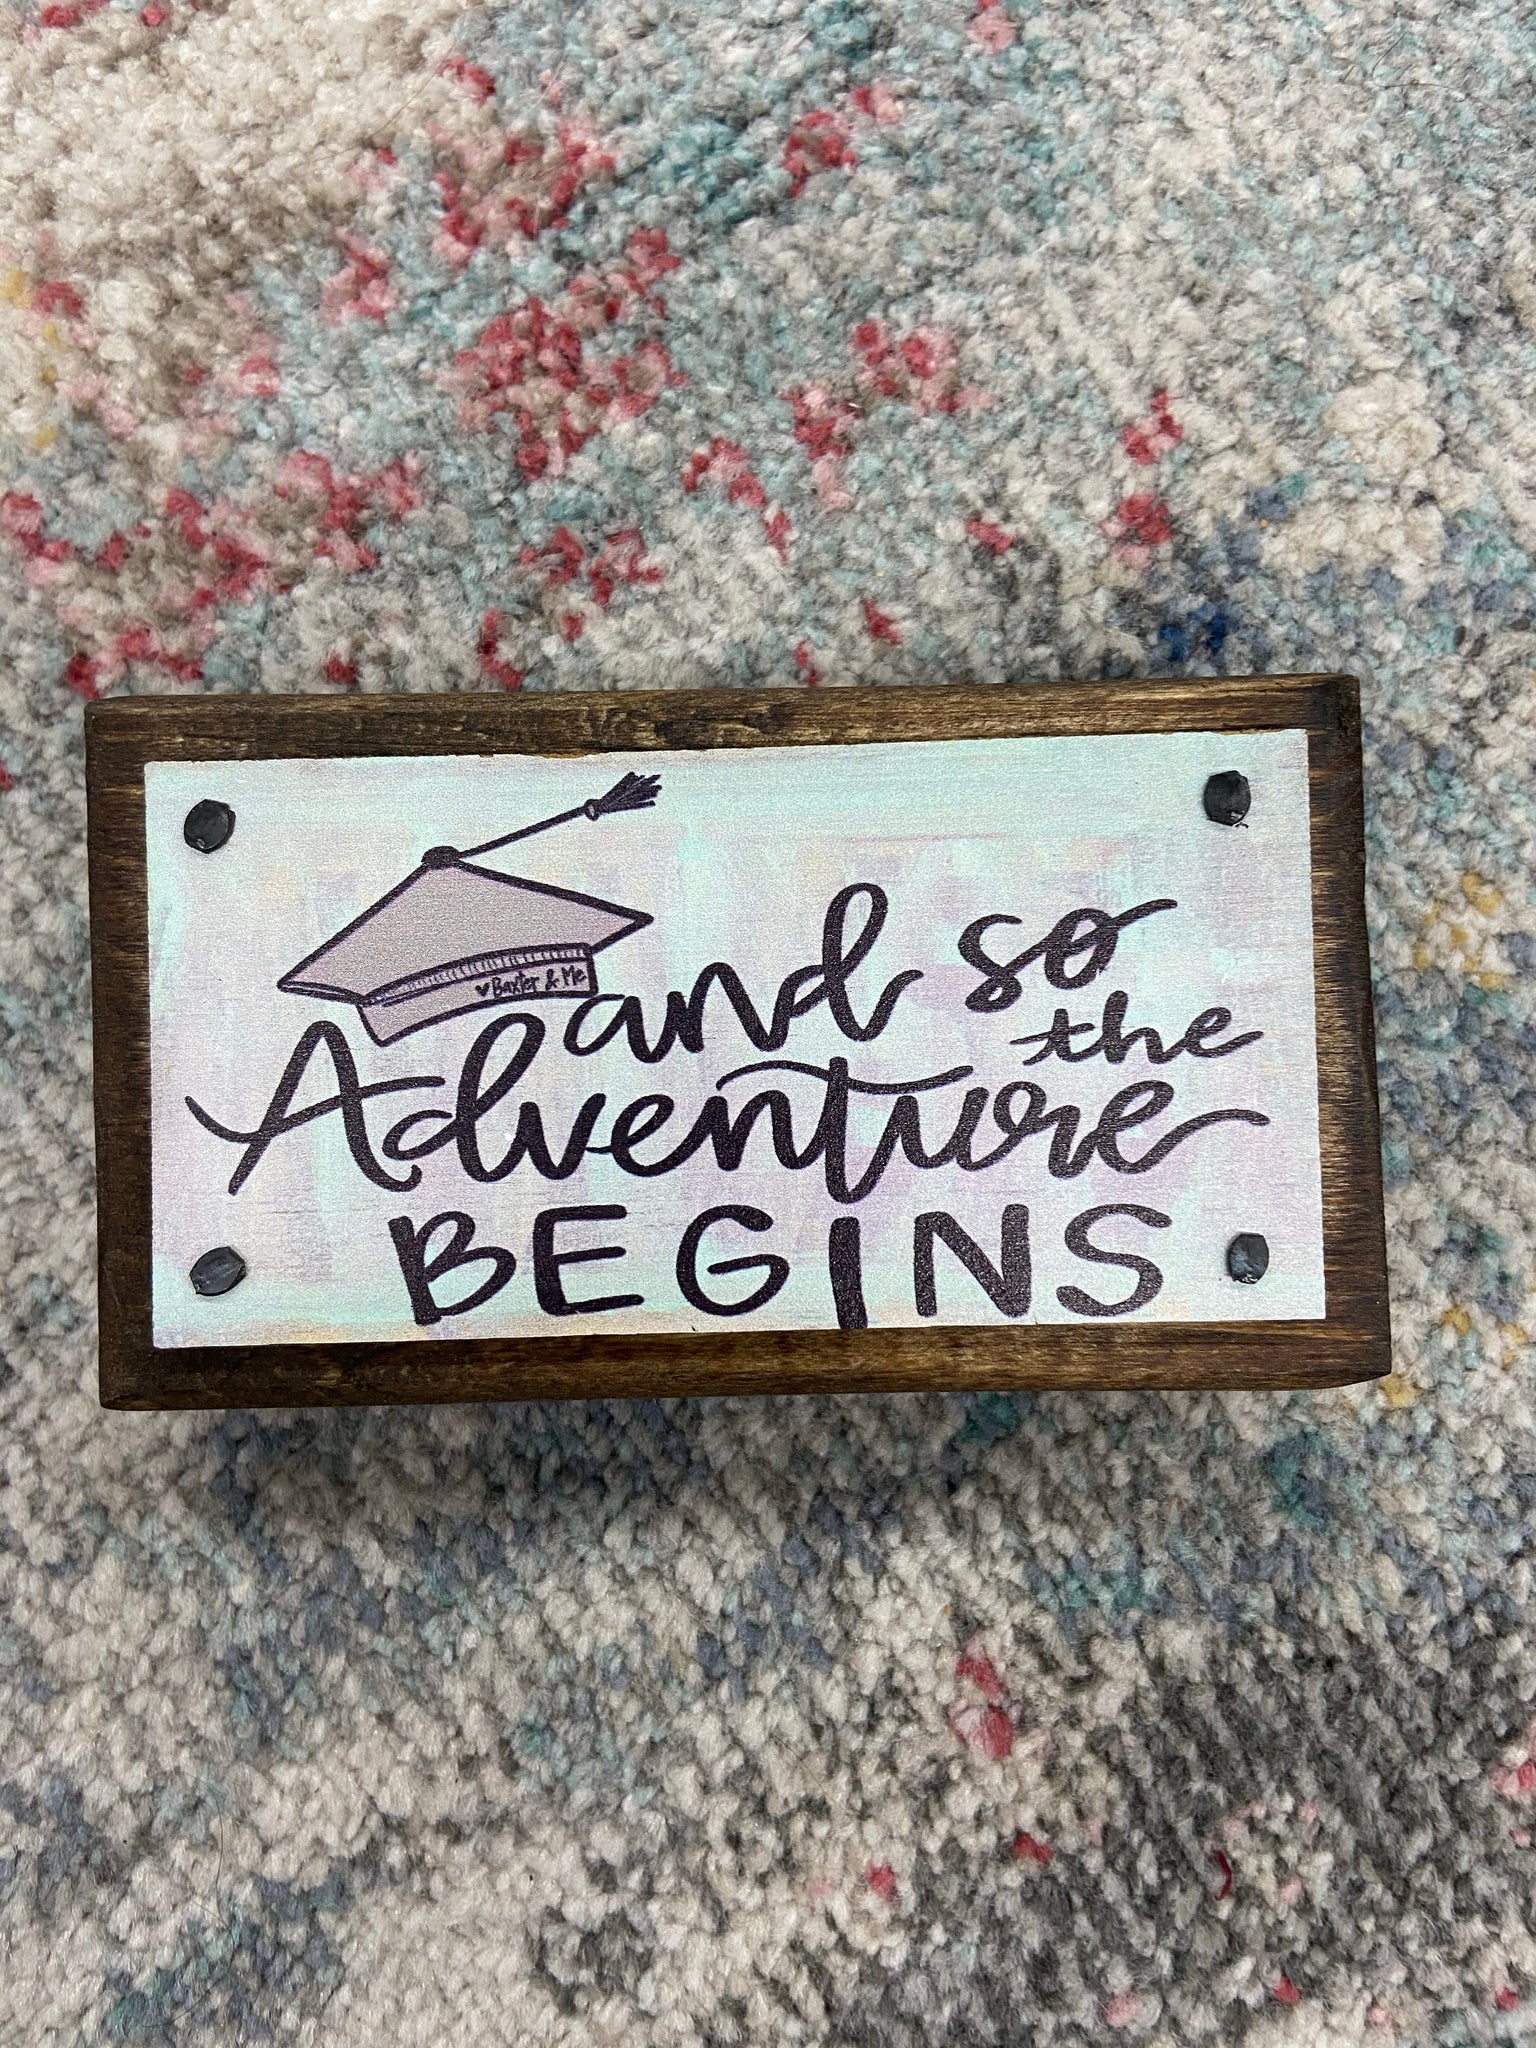 ♥Baxter & Me
and so
the
Adventure
BEGINS